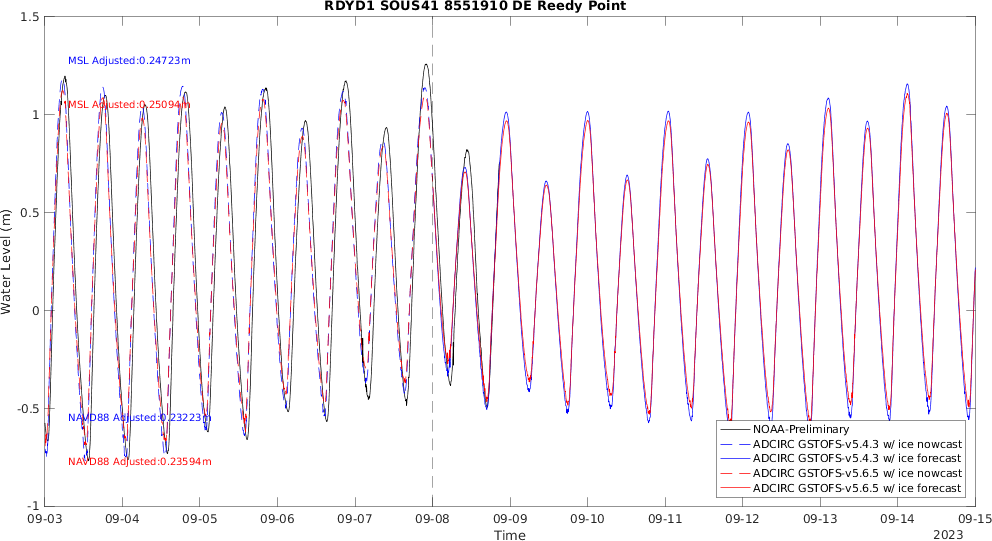 RDYD1 SOUS41 8551910 DE Reedy Point
1.5
1
0.5
0
-0.5
-1
Water Level (m)
MSL Adjusted:0.24723m
MSL Adjusted:0.25094m
NAVD88 Adjusted:0.23223m
NAVD88 Adjusted:0.23594m
NOAA-Preliminary
ADCIRC GSTOFS-v5.4.3 w/ ice nowcast
ADCIRC GSTOFS-v5.4.3 w/ ice forecast
ADCIRC GSTOFS-v5.6.5 w/ ice nowcast
ADCIRC GSTOFS-v5.6.5 w/ ice forecast
09-03 09-04 09-05 09-06 09-07 09-08 09-09 09-10 09-11 09-12 09-13 09-14 09-15
Time
2023